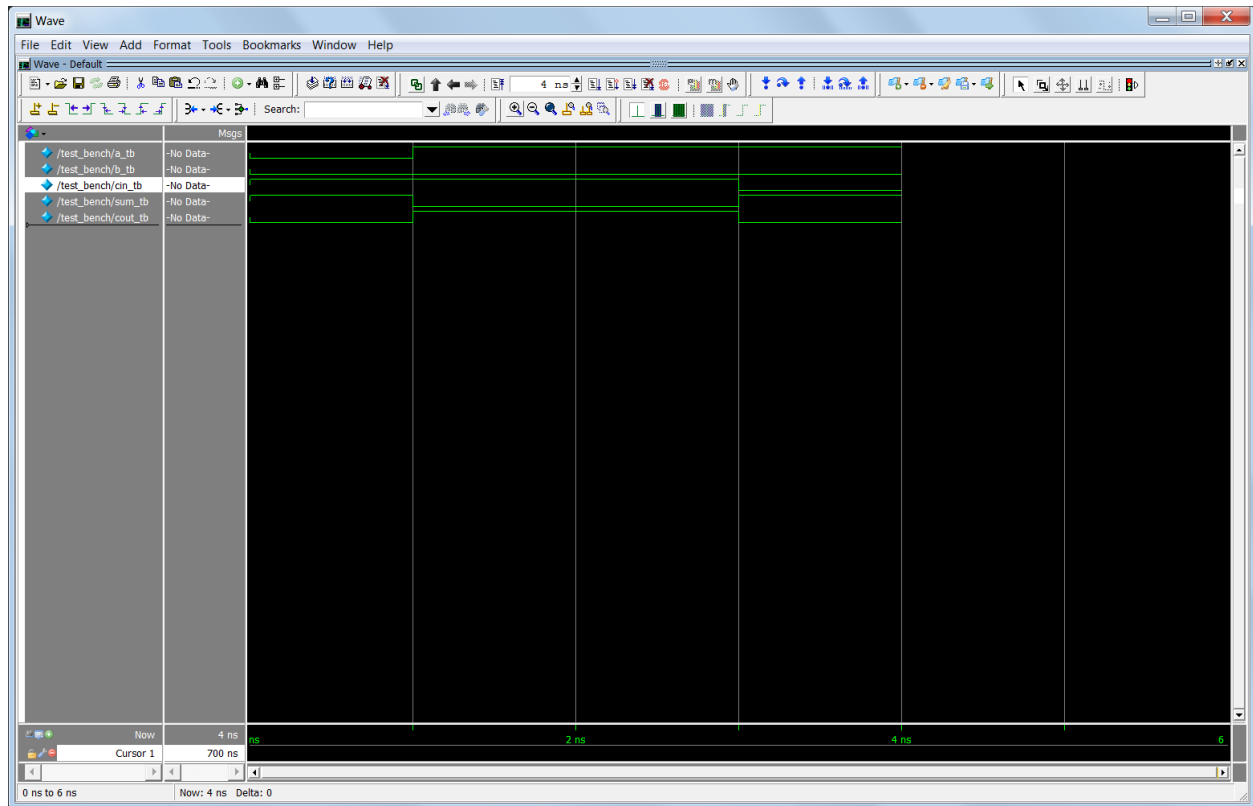 Wave
File Edit View Add Format Tools Bookmarks Window Help
Wave - Default
4 ns
Search:
Msgs
/test_bench/a_tb -No Data-
/test_bench/b_tb -No Data-
/test_bench/cin_tb -No Data-
/test_bench/sum_tb -No Data-
/test_bench/cout_tb -No Data-
Now 4 ns
ns 2 ns 4 ns 6
Cursor 1 700 ns
0 ns to 6 ns Now: 4 ns Delta: 0